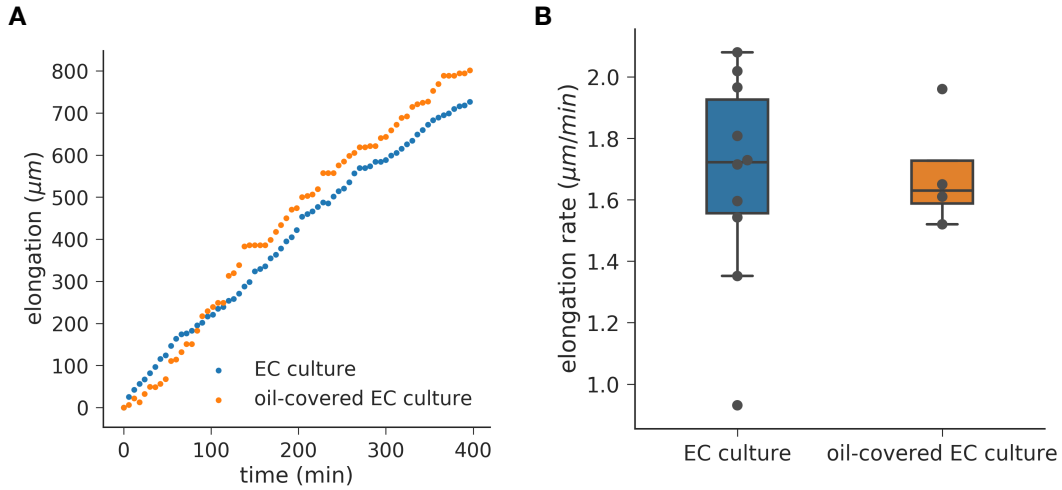 A
elongation (μm)
800
700
600
500
400
300
200
100
0
EC culture
oil-covered EC culture
0 100 200 300 400
time (min)
B
elongation rate (μm/min)
2.0
1.8
1.6
1.4
1.2
1.0
EC culture oil-covered EC culture